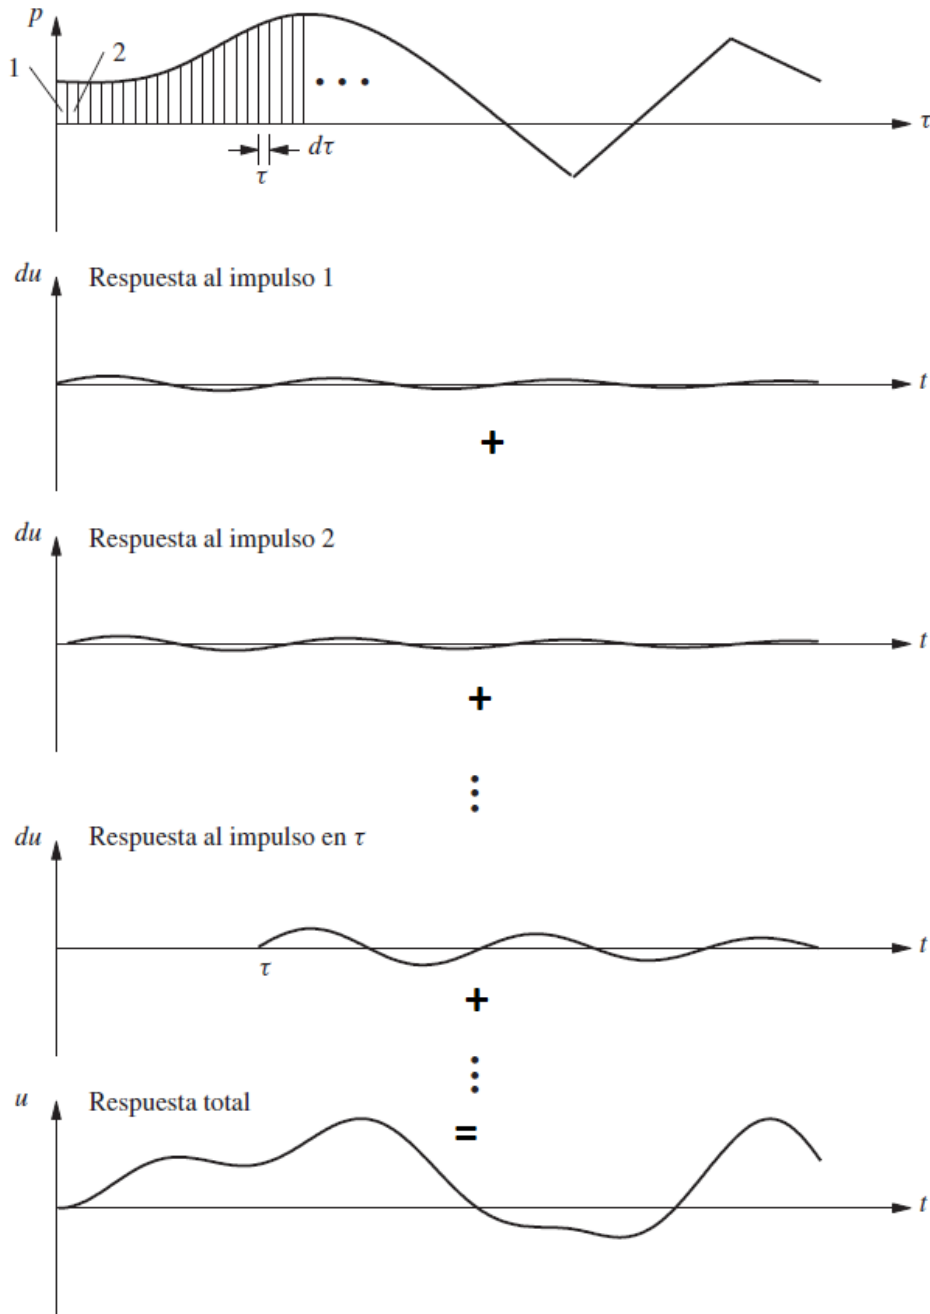 p
1
2
• • •
τ
dτ
τ
du
Respuesta al impulso 1
t
+
du
Respuesta al impulso 2
t
+
⋮
du
Respuesta al impulso en τ
t
τ
+
⋮
u
Respuesta total
=
t